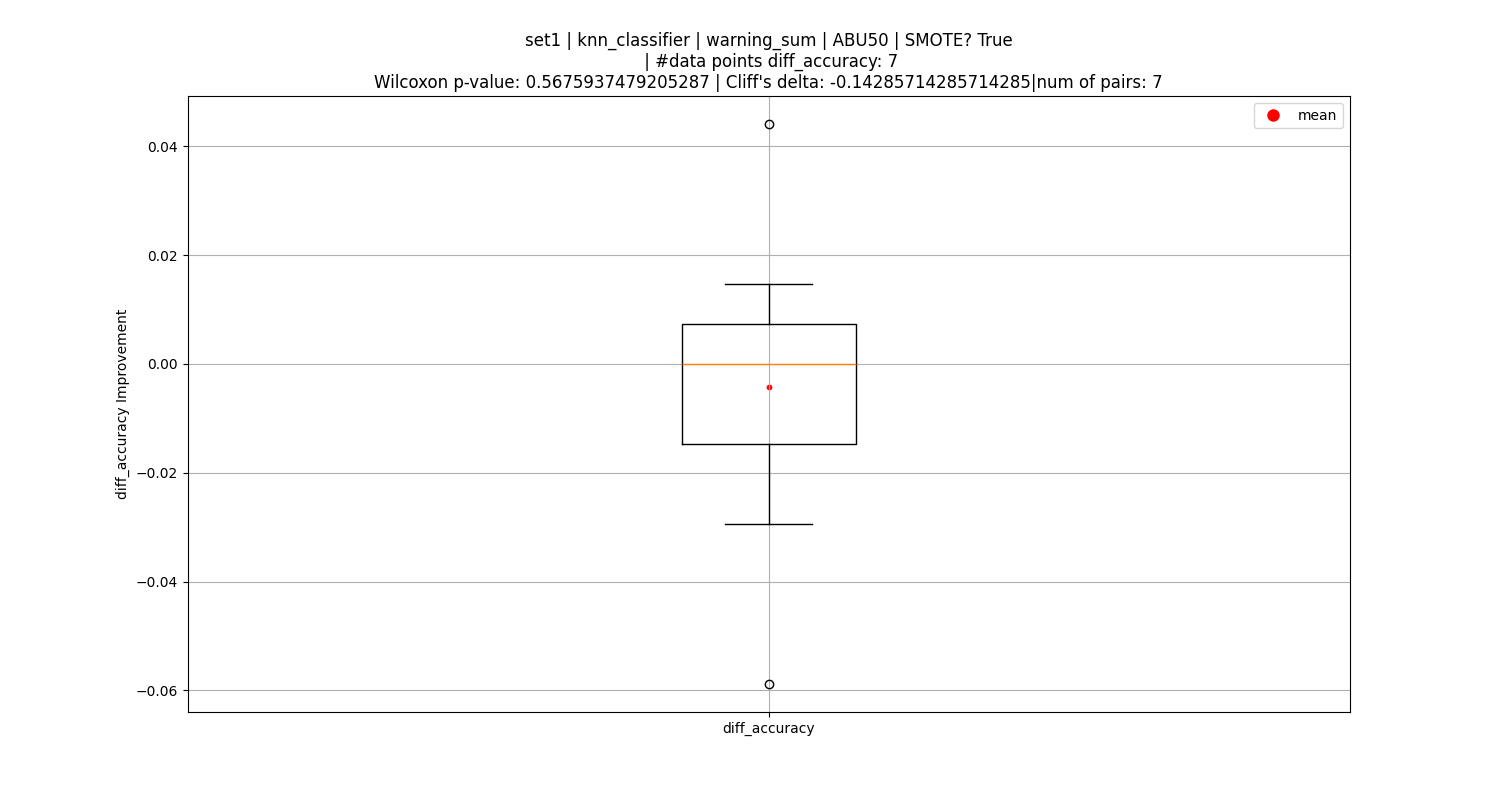 set1 | knn_classifier | warning_sum | ABU50 | SMOTE? True
| #data points diff_accuracy: 7
Wilcoxon p-value: 0.5675937479205287 | Cliff's delta: -0.14285714285714285|num of pairs: 7
mean
0.04
0.02
0.00
−0.02
−0.04
−0.06
diff_accuracy Improvement
diff_accuracy